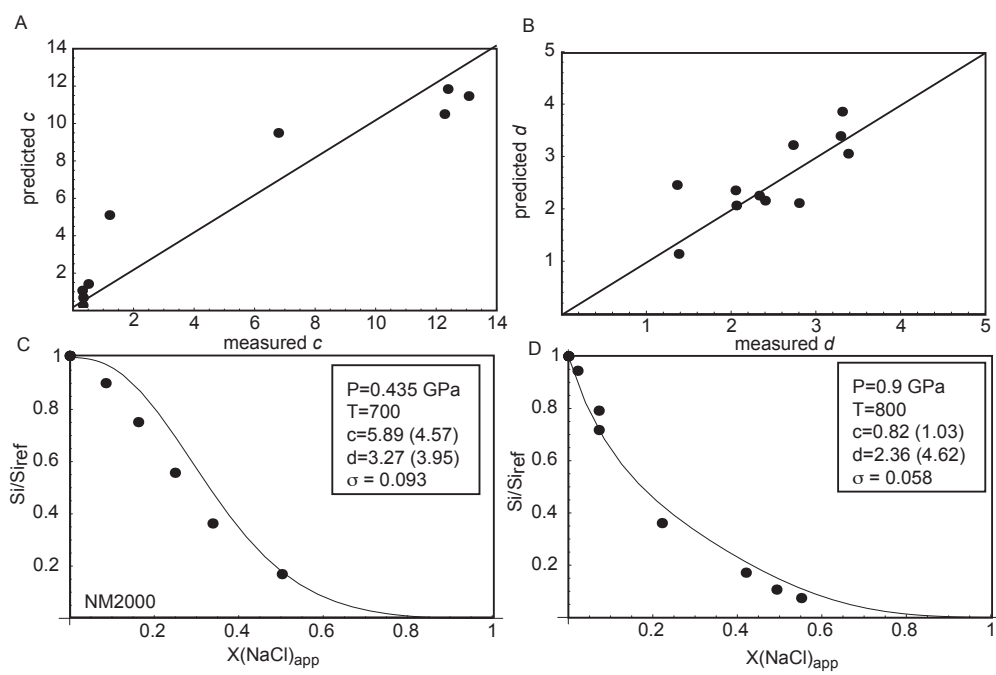 A
14
12
10
8
6
4
2
predicted c
2
4
6
8
10
12
14
measured c
B
5
4
3
2
1
predicted d
1
2
3
4
5
measured d
C
1
0.8
0.6
0.4
0.2
Si/Siref
P=0.435 GPa
T=700
c=5.89 (4.57)
d=3.27 (3.95)
σ = 0.093
NM2000
0.2
0.4
0.6
0.8
1
X(NaCl)app
D
1
0.8
0.6
0.4
0.2
Si/Siref
P=0.9 GPa
T=800
c=0.82 (1.03)
d=2.36 (4.62)
σ = 0.058
0.2
0.4
0.6
0.8
1
X(NaCl)app